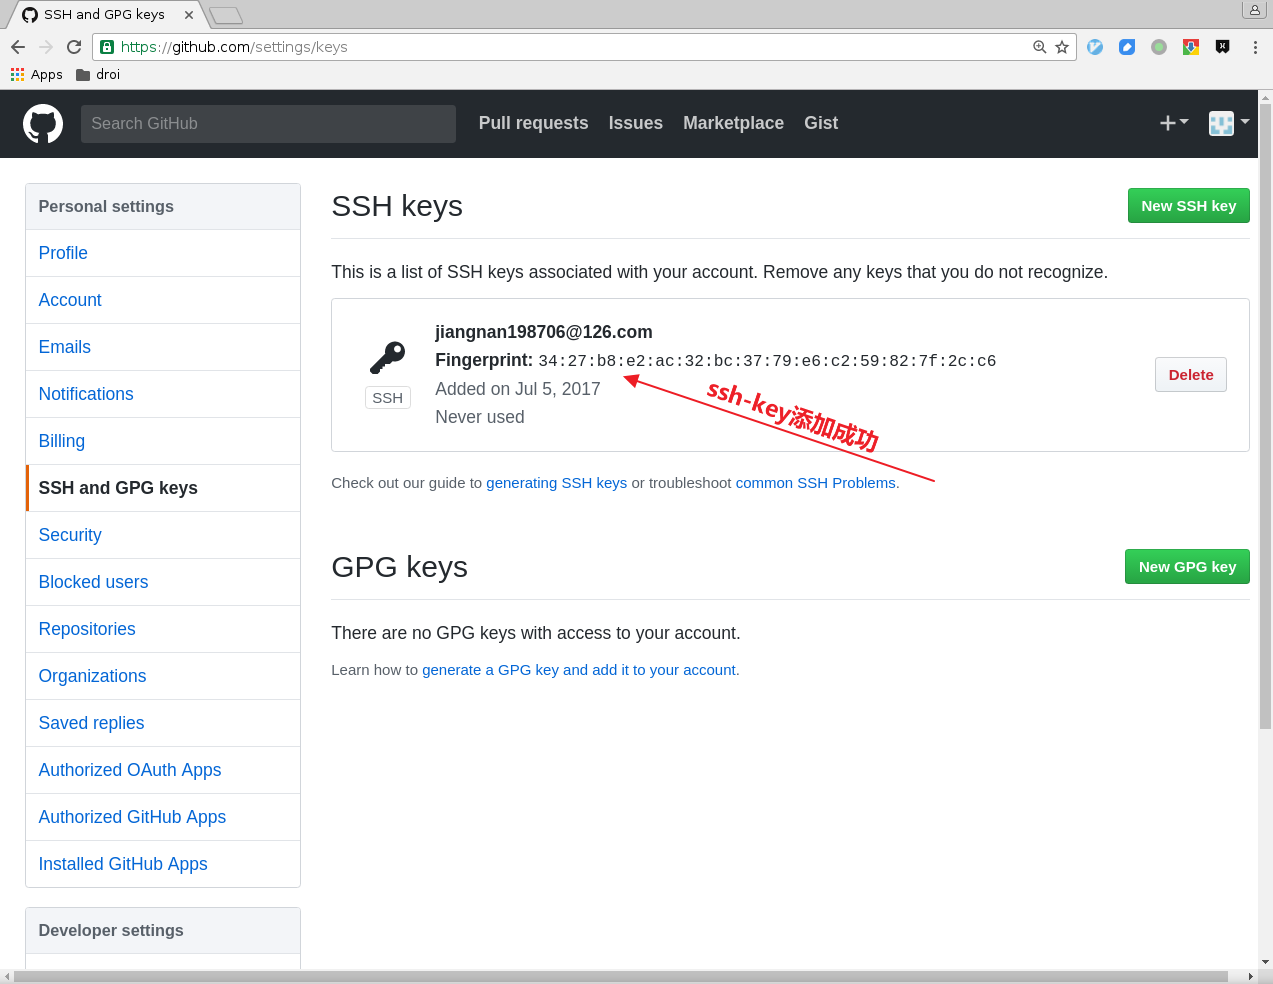 SSH and GPG keys
https://github.com/settings/keys
Apps
droi
Search GitHub
Pull requests
Issues
Marketplace
Gist
Personal settings
Profile
Account
Emails
Notifications
Billing
SSH and GPG keys
Security
Blocked users
Repositories
Organizations
Saved replies
Authorized OAuth Apps
Authorized GitHub Apps
Installed GitHub Apps
Developer settings
SSH keys
New SSH key
This is a list of SSH keys associated with your account. Remove any keys that you do not recognize.
jiangnan198706@126.com
Fingerprint: 34:27:b8:e2:ac:32:bc:37:79:e6:c2:59:82:7f:2c:c6
Added on Jul 5, 2017
Never used
SSH
Delete
ssh-key添加成功
Check out our guide to generating SSH keys or troubleshoot common SSH Problems.
GPG keys
New GPG key
There are no GPG keys with access to your account.
Learn how to generate a GPG key and add it to your account.